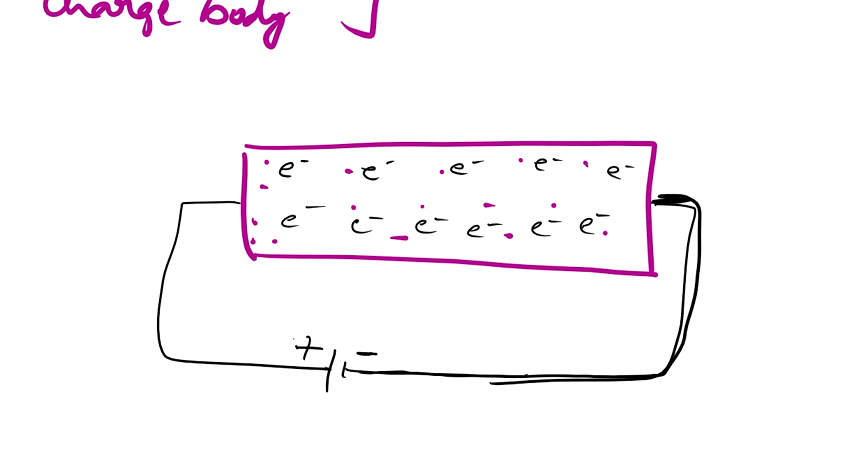 charge body ]
e⁻ e⁻ e⁻ e⁻ e⁻
e⁻ e⁻ e⁻ e⁻ e⁻ e⁻
+ −